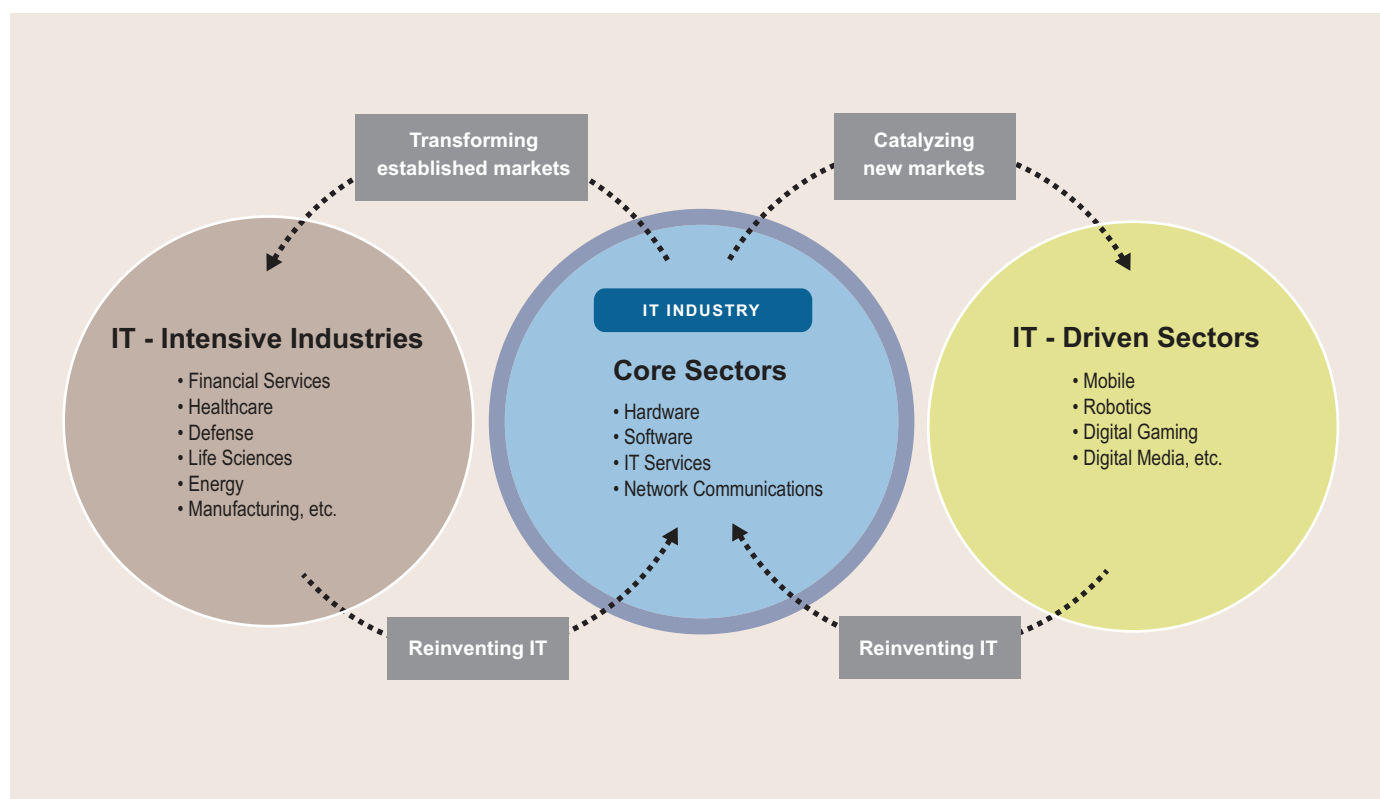 Transforming
established markets
Catalyzing
new markets
IT - Intensive Industries
• Financial Services
• Healthcare
• Defense
• Life Sciences
• Energy
• Manufacturing, etc.
IT INDUSTRY
Core Sectors
• Hardware
• Software
• IT Services
• Network Communications
IT - Driven Sectors
• Mobile
• Robotics
• Digital Gaming
• Digital Media, etc.
Reinventing IT
Reinventing IT